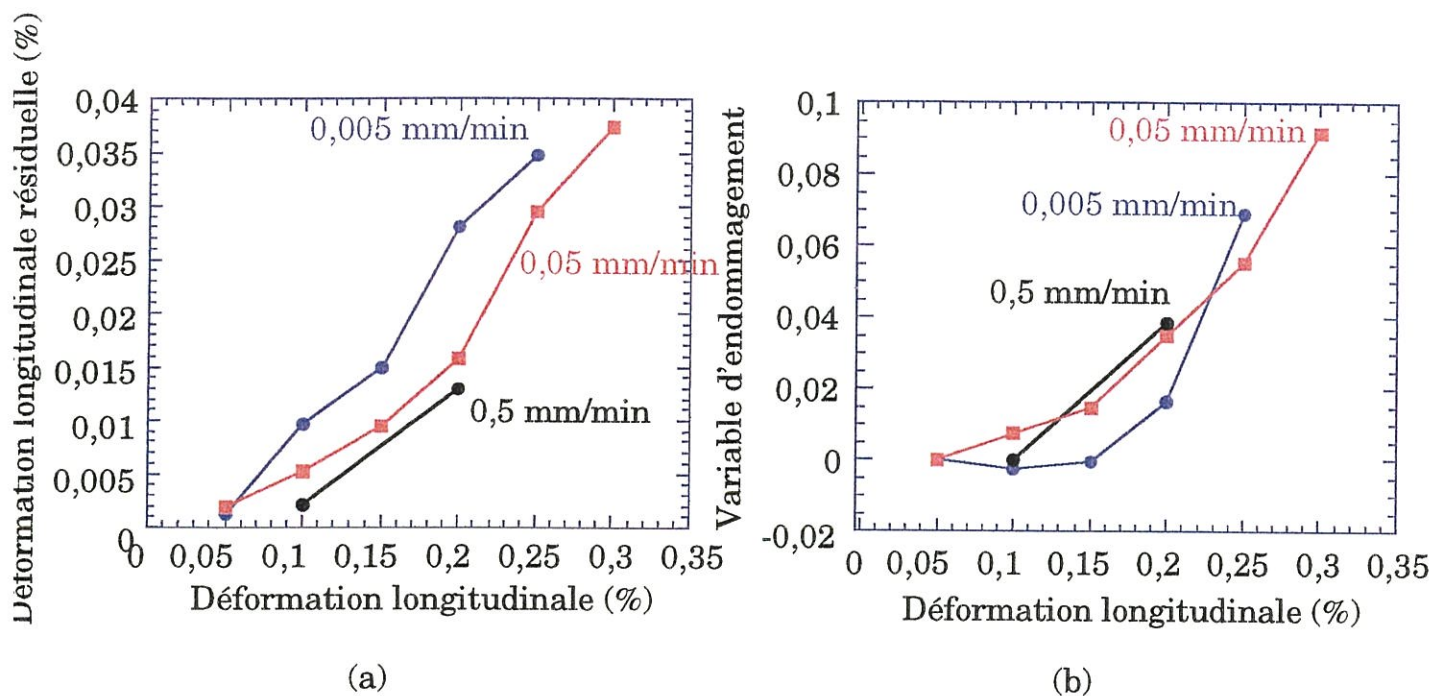 Déformation longitudinale résiduelle (%)
0,04
0,035
0,03
0,025
0,02
0,015
0,01
0,005
0
0,005 mm/min
0,05 mm/min
0,5 mm/min
0 0,05 0,1 0,15 0,2 0,25 0,3 0,35
Déformation longitudinale (%)
(a)
Variable d'endommagement
0,1
0,08
0,06
0,04
0,02
0
-0,02
0,05 mm/min
0,005 mm/min
0,5 mm/min
0 0,05 0,1 0,15 0,2 0,25 0,3 0,35
Déformation longitudinale (%)
(b)